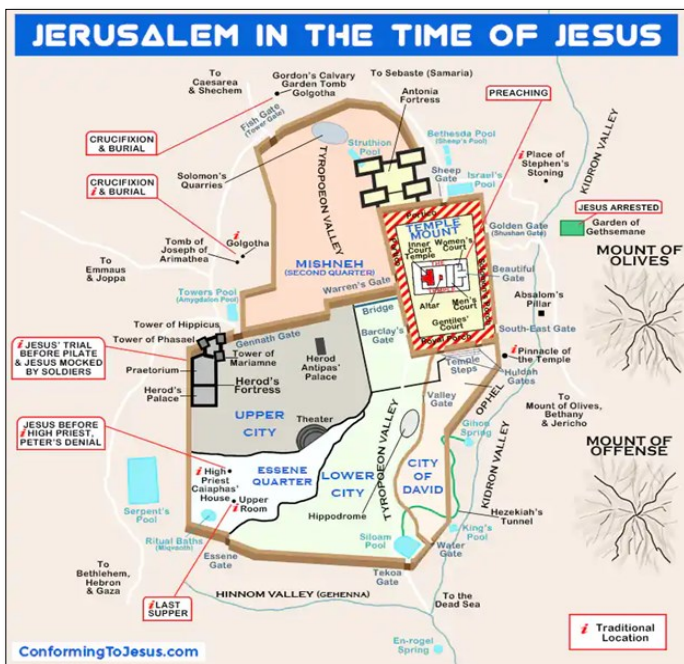 JERUSALEM IN THE TIME OF JESUS
To
Caesarea
& Shechem
Gordon's Calvary
Garden Tomb
Golgotha
To Sebaste (Samaria)
Antonia
Fortress
PREACHING
Fish Gate
(Tower Gate)
CRUCIFIXION
& BURIAL
Struthion
Pool
Bethesda Pool
(Sheep's Pool)
KIDRON VALLEY
Solomon's
Quarries
TYROPOEON VALLEY
Sheep
Gate
Israel's
Pool
i Place of
Stephen's
Stoning
CRUCIFIXION
i & BURIAL
JESUS ARRESTED
Garden of
Gethsemane
i
Golgotha
Tomb of
Joseph of
Arimathea
Portico
TEMPLE
MOUNT
Golden Gate
(Shushan Gate)
MOUNT OF
OLIVES
To
Emmaus
& Joppa
MISHNEH
(SECOND QUARTER)
Inner
Court
Women's
Court
Temple
Beautiful
Gate
Warren's Gate
Towers Pool
(Amygdalon Pool)
Altar
Men's
Court
Gentiles'
Court
Absalom's
Pillar
Bridge
Tower of Hippicus
Tower of Phasael
Gennath Gate
Barclay's
Gate
Royal Porch
South-East Gate
i JESUS' TRIAL
BEFORE PILATE
& JESUS MOCKED
BY SOLDIERS
Tower of
Mariamne
Herod
Antipas'
Palace
Temple
Steps
i Pinnacle of
the Temple
Praetorium
Huldah
Gates
Herod's
Palace
Herod's
Fortress
Valley
Gate
OPHEL
To
Mount of Olives,
Bethany
& Jericho
JESUS BEFORE
i HIGH PRIEST,
PETER'S DENIAL
UPPER
CITY
Theater
TYROPOEON VALLEY
Gihon
Spring
MOUNT OF
OFFENSE
i High
Priest
Caiaphas'
House
ESSENE
QUARTER
LOWER
CITY
CITY
OF
DAVID
KIDRON VALLEY
Upper
i Room
Hippodrome
Hezekiah's
Tunnel
Serpent's
Pool
Ritual Baths
(Miqvaoth)
Siloam
Pool
King's
Pool
Water
Gate
Essene
Gate
Tekoa
Gate
To
Bethlehem,
Hebron
& Gaza
HINNOM VALLEY (GEHENNA)
To the
Dead Sea
i LAST
SUPPER
i Traditional
Location
En-rogel
Spring
ConformingToJesus.com